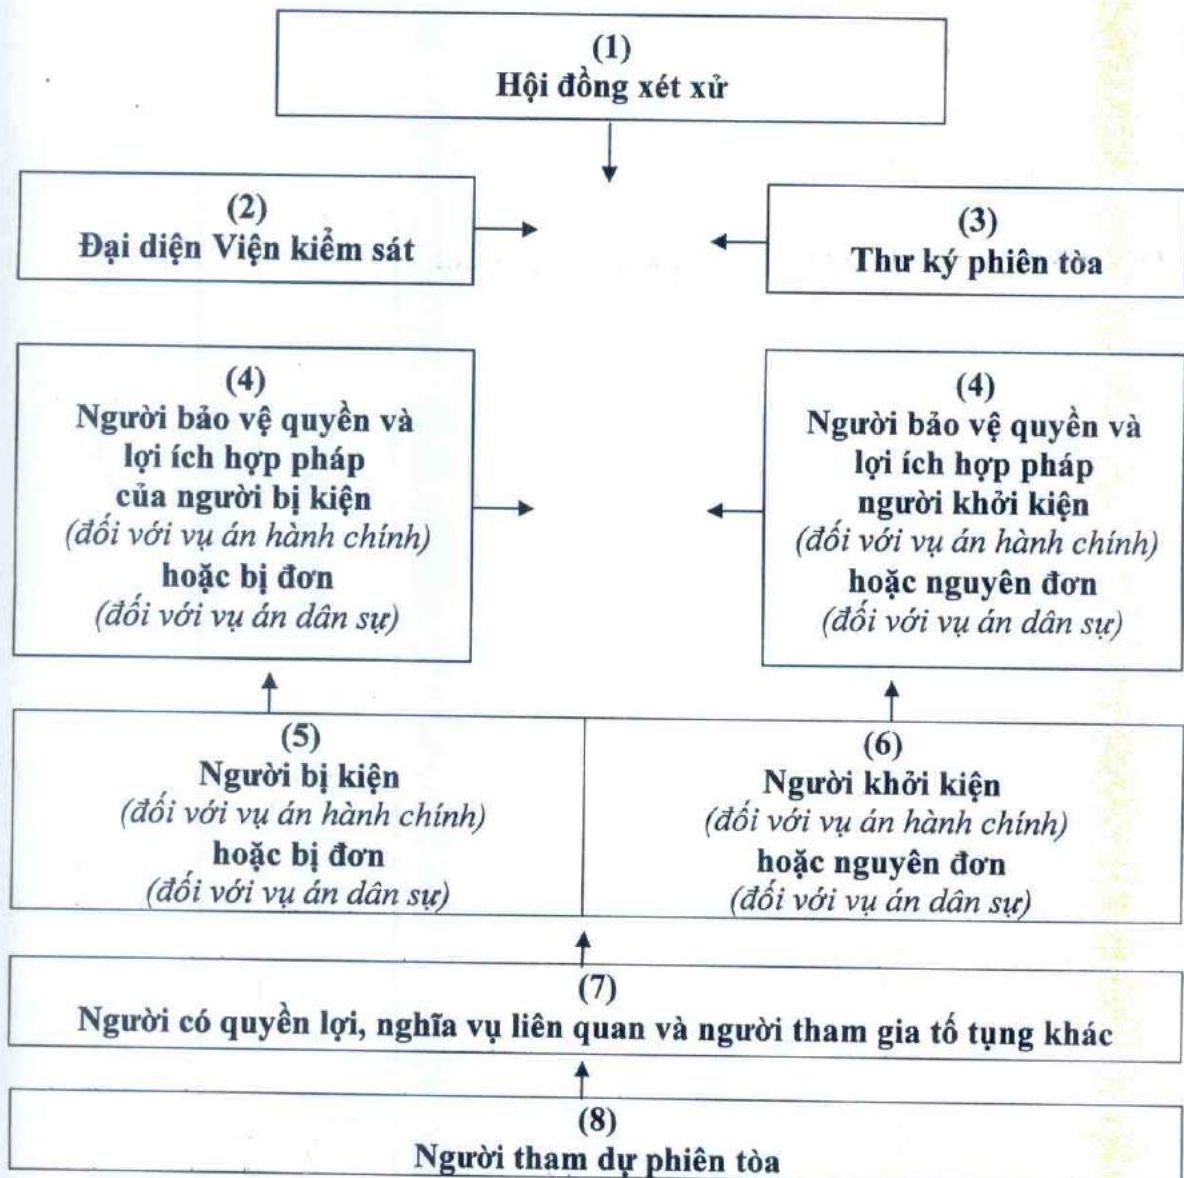 (1)
Hội đồng xét xử
(2)
Đại diện Viện kiểm sát
(3)
Thư ký phiên tòa
(4)
Người bảo vệ quyền và
lợi ích hợp pháp
của người bị kiện
(đối với vụ án hành chính)
hoặc bị đơn
(đối với vụ án dân sự)
(4)
Người bảo vệ quyền và
lợi ích hợp pháp
người khởi kiện
(đối với vụ án hành chính)
hoặc nguyên đơn
(đối với vụ án dân sự)
(5)
Người bị kiện
(đối với vụ án hành chính)
hoặc bị đơn
(đối với vụ án dân sự)
(6)
Người khởi kiện
(đối với vụ án hành chính)
hoặc nguyên đơn
(đối với vụ án dân sự)
(7)
Người có quyền lợi, nghĩa vụ liên quan và người tham gia tố tụng khác
(8)
Người tham dự phiên tòa